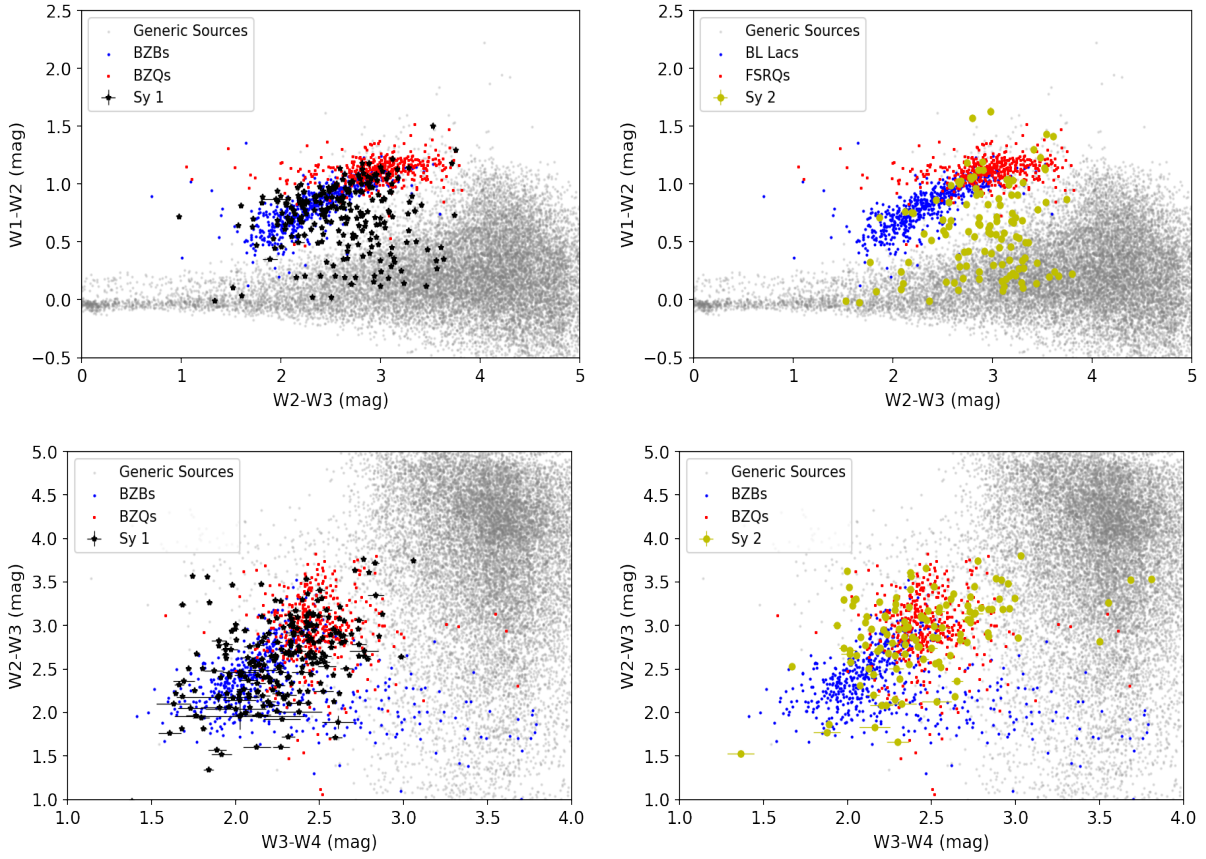 2.5
2.0
1.5
1.0
0.5
0.0
−0.5
W1-W2 (mag)
Generic Sources
BZBs
BZQs
Sy 1
0 1 2 3 4 5
W2-W3 (mag)
2.5
2.0
1.5
1.0
0.5
0.0
−0.5
W1-W2 (mag)
Generic Sources
BL Lacs
FSRQs
Sy 2
0 1 2 3 4 5
W2-W3 (mag)
5.0
4.5
4.0
3.5
3.0
2.5
2.0
1.5
1.0
W2-W3 (mag)
Generic Sources
BZBs
BZQs
Sy 1
1.0 1.5 2.0 2.5 3.0 3.5 4.0
W3-W4 (mag)
5.0
4.5
4.0
3.5
3.0
2.5
2.0
1.5
1.0
W2-W3 (mag)
Generic Sources
BZBs
BZQs
Sy 2
1.0 1.5 2.0 2.5 3.0 3.5 4.0
W3-W4 (mag)